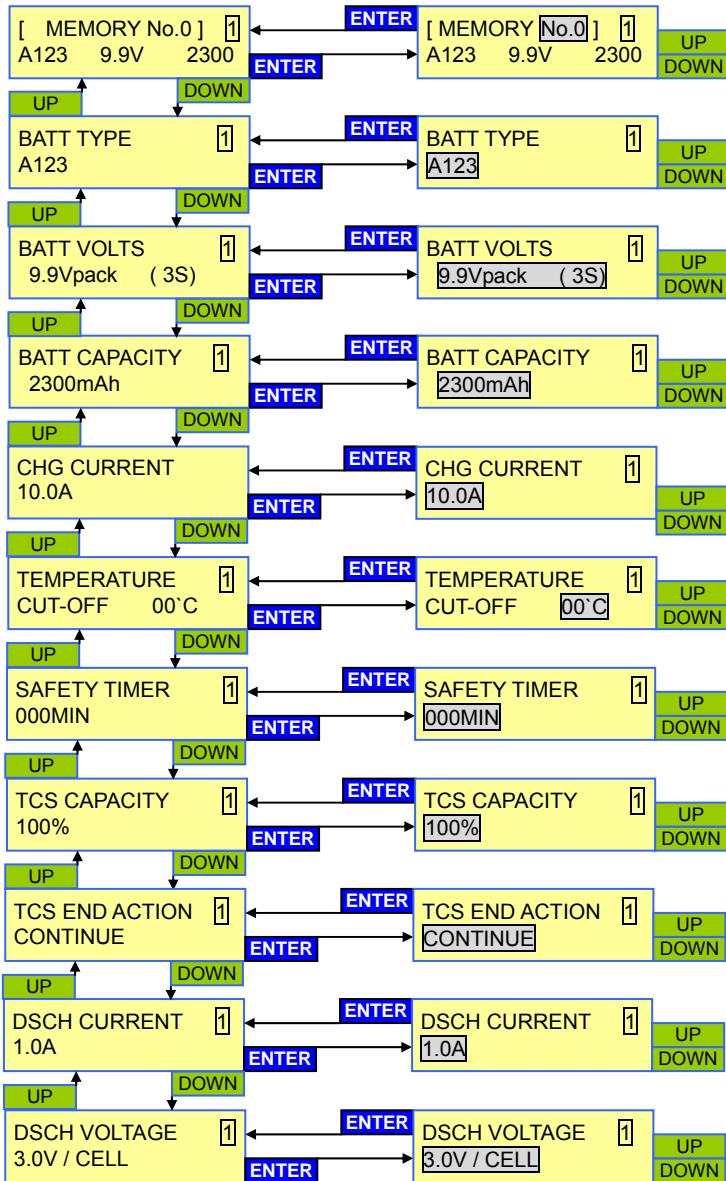 ENTER
[ MEMORY No.0 ] 1
A123 9.9V 2300
ENTER
[ MEMORY No.0 ] 1
A123 9.9V 2300
UP
DOWN
UP
DOWN
ENTER
BATT TYPE 1
A123
ENTER
BATT TYPE 1
A123
UP
DOWN
UP
DOWN
ENTER
BATT VOLTS 1
9.9Vpack ( 3S)
ENTER
BATT VOLTS 1
9.9Vpack ( 3S)
UP
DOWN
UP
DOWN
ENTER
BATT CAPACITY 1
2300mAh
ENTER
BATT CAPACITY 1
2300mAh
UP
DOWN
UP
DOWN
ENTER
CHG CURRENT
10.0A
ENTER
CHG CURRENT 1
10.0A
UP
DOWN
UP
DOWN
ENTER
TEMPERATURE 1
CUT-OFF 00`C
ENTER
TEMPERATURE 1
CUT-OFF 00`C
UP
DOWN
UP
DOWN
ENTER
SAFETY TIMER 1
000MIN
ENTER
SAFETY TIMER 1
000MIN
UP
DOWN
UP
DOWN
ENTER
TCS CAPACITY 1
100%
ENTER
TCS CAPACITY 1
100%
UP
DOWN
UP
DOWN
ENTER
TCS END ACTION 1
CONTINUE
ENTER
TCS END ACTION 1
CONTINUE
UP
DOWN
UP
DOWN
ENTER
DSCH CURRENT 1
1.0A
ENTER
DSCH CURRENT 1
1.0A
UP
DOWN
UP
DOWN
ENTER
DSCH VOLTAGE 1
3.0V / CELL
ENTER
DSCH VOLTAGE 1
3.0V / CELL
UP
DOWN